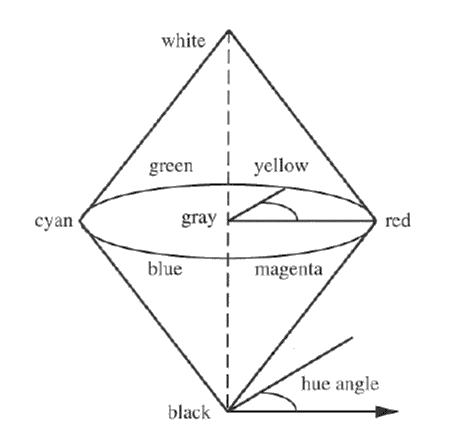 white
green
yellow
cyan
gray
red
blue
magenta
hue angle
black